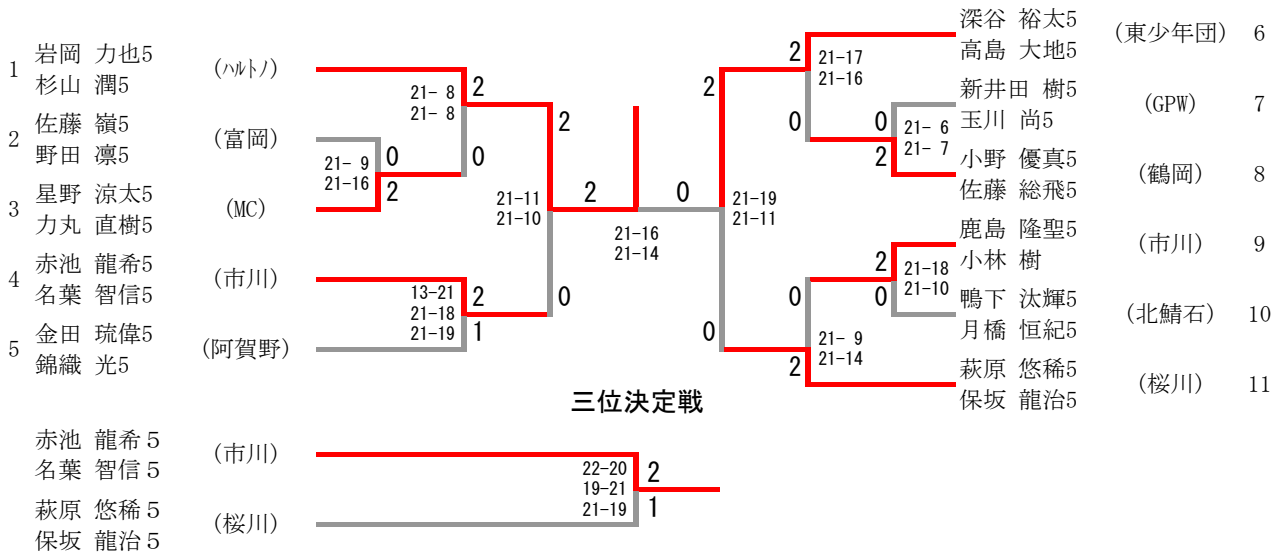 1 岩岡 力也5
杉山 潤5
(ハルトノ)
2 佐藤 嶺5
野田 凛5
(富岡)
3 星野 涼太5
力丸 直樹5
(MC)
4 赤池 龍希5
名葉 智信5
(市川)
5 金田 琉偉5
錦織 光5
(阿賀野)
21- 8
21- 8
2
0
21- 9
21-16
0
2
13-21
21-18
21-19
2
1
21-11
21-10
2
0
2
0
21-16
21-14
深谷 裕太5
高島 大地5
(東少年団) 6
新井田 樹5
玉川 尚5
(GPW) 7
小野 優真5
佐藤 総飛5
(鶴岡) 8
鹿島 隆聖5
小林 樹
(市川) 9
鴨下 汰輝5
月橋 恒紀5
(北鯖石) 10
萩原 悠稀5
保坂 龍治5
(桜川) 11
2
0
21-17
21-16
0
2
21- 6
21- 7
2
0
21-19
21-11
2
0
21-18
21-10
0
2
21- 9
21-14
三位決定戦
赤池 龍希５
名葉 智信５
(市川)
萩原 悠稀５
保坂 龍治５
(桜川)
22-20
19-21
21-19
2
1